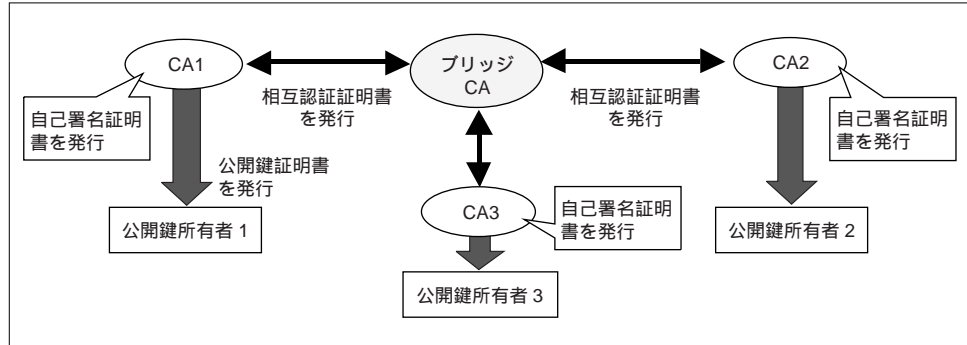 CA1
ブリッジ
CA
CA2
相互認証証明書
を発行
相互認証証明書
を発行
自己署名証明
書を発行
自己署名証明
書を発行
公開鍵証明書
を発行
CA3
自己署名証明
書を発行
公開鍵所有者 1
公開鍵所有者 2
公開鍵所有者 3